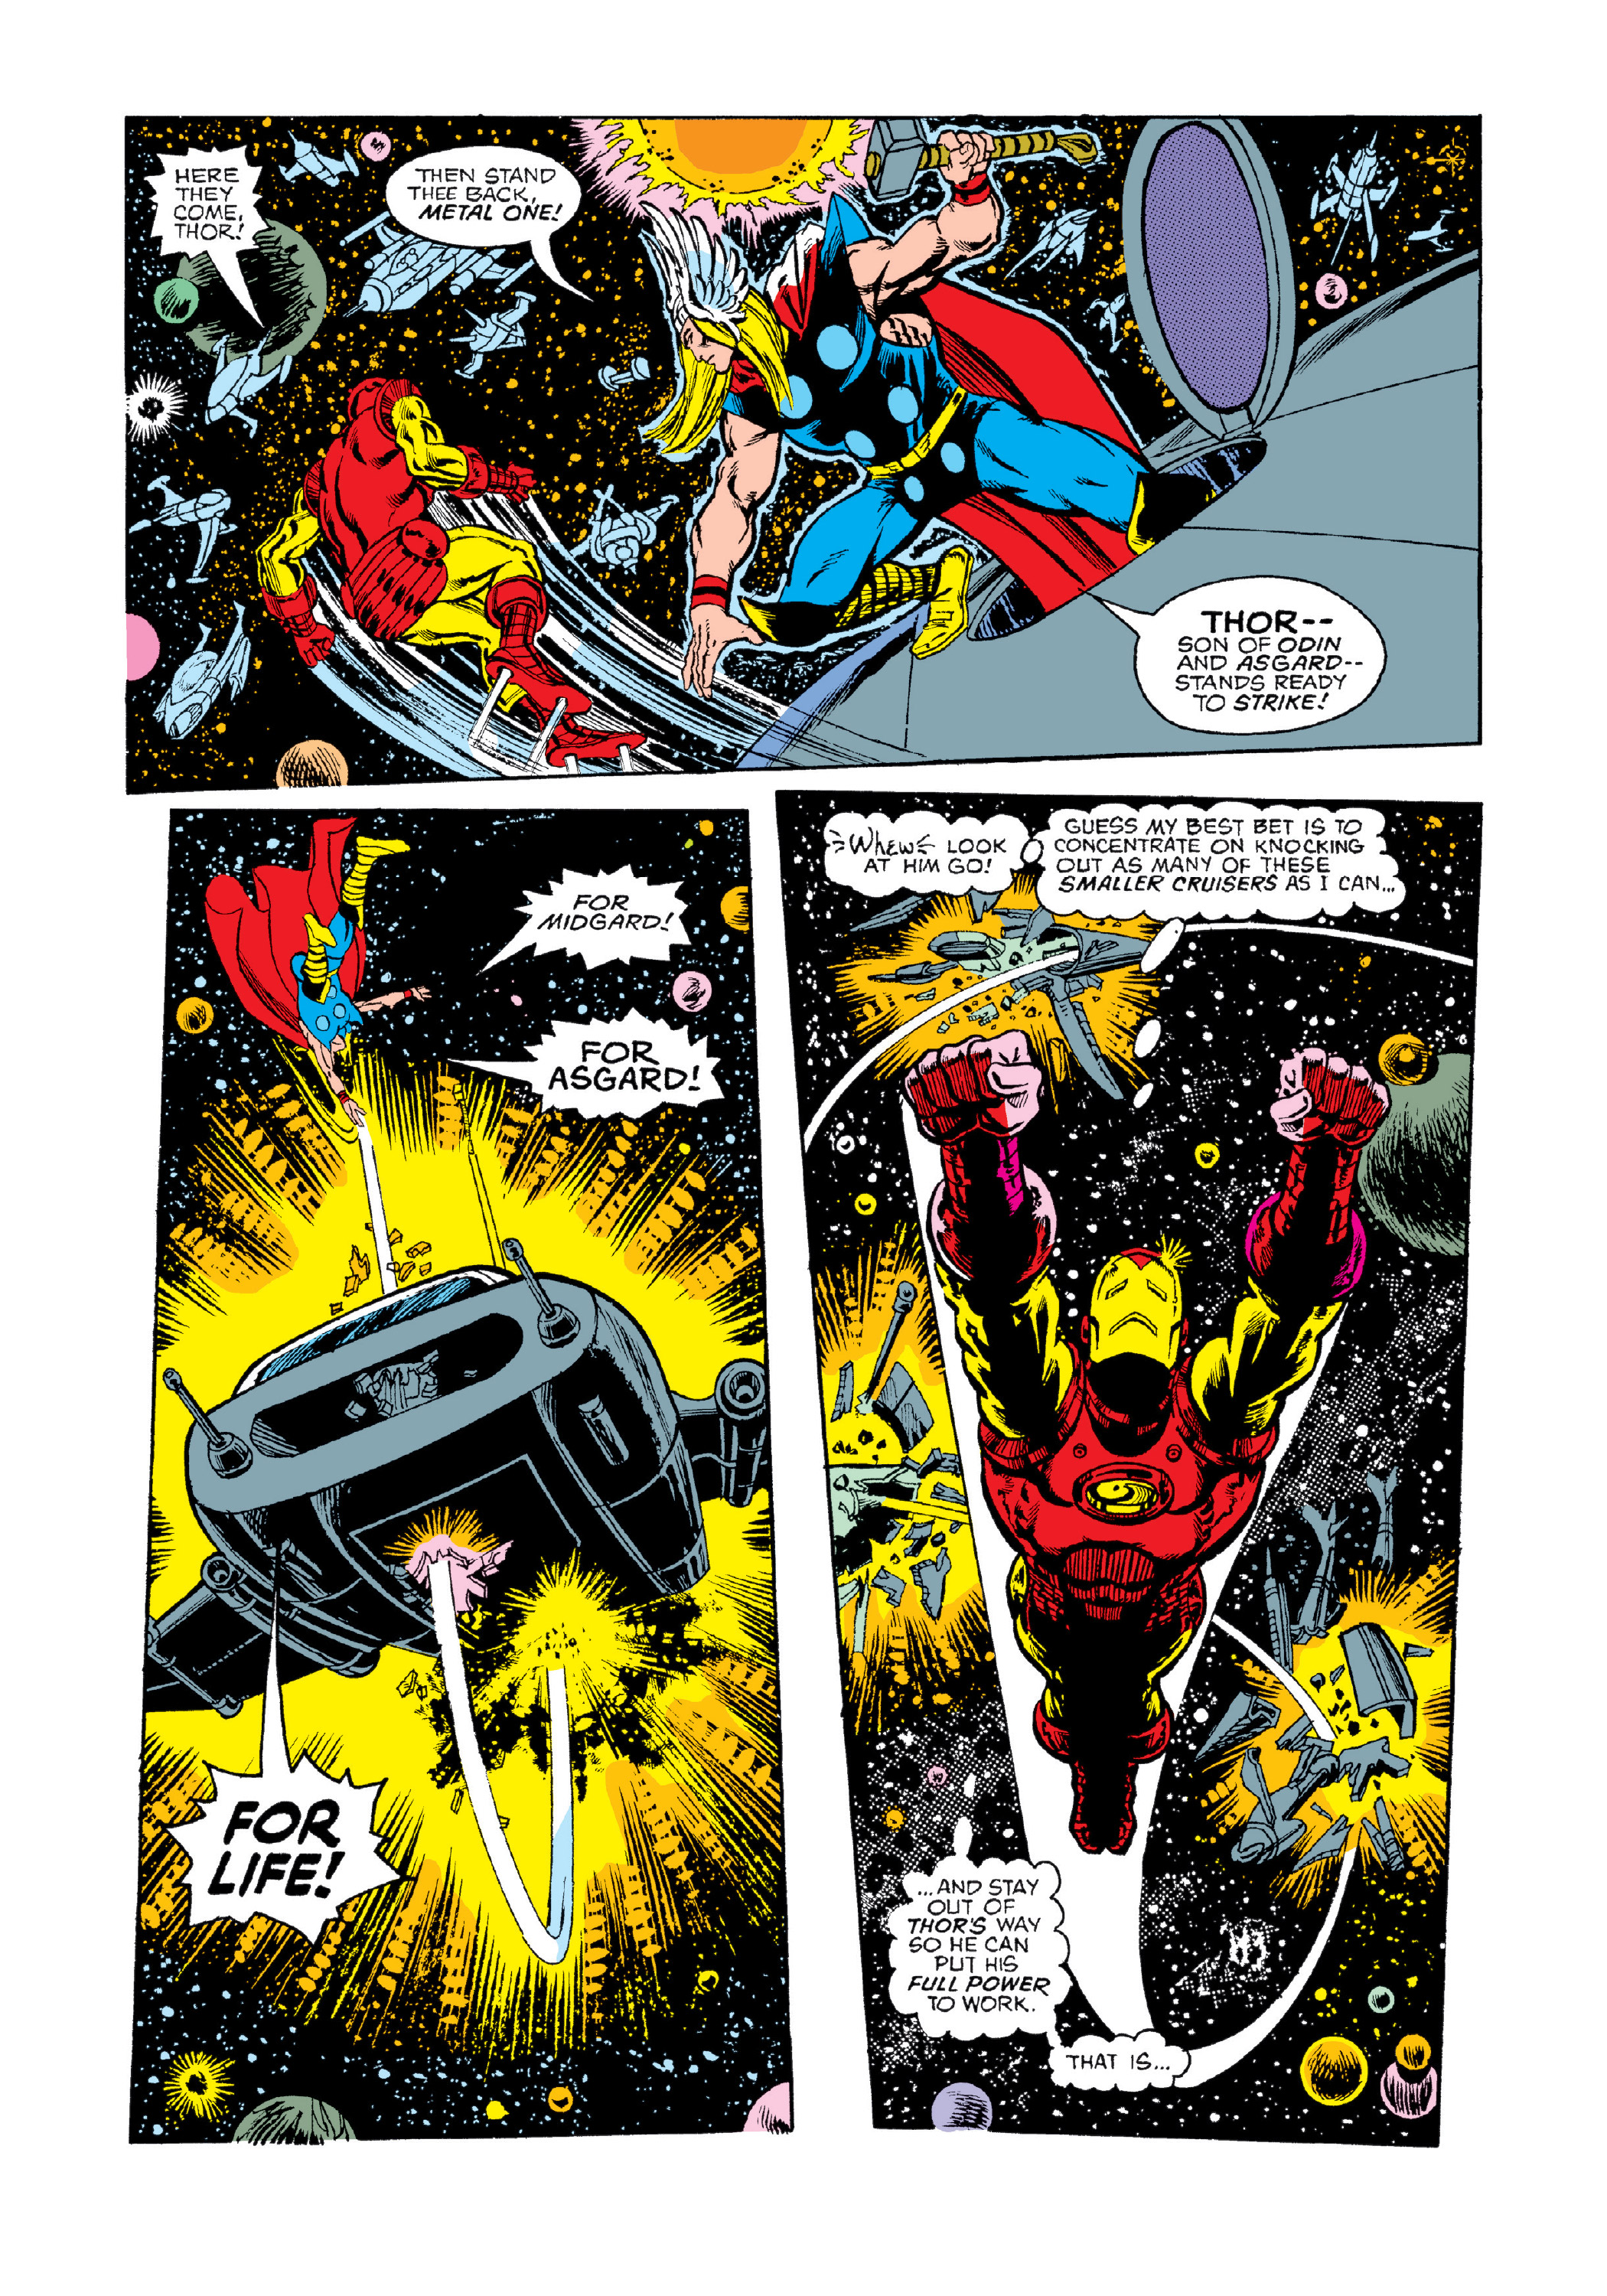 HERE
THEY
COME,
THOR!
THEN STAND
THEE BACK,
METAL ONE!
THOR--
SON OF ODIN
AND ASGARD--
STANDS READY
TO STRIKE!
FOR
MIDGARD!
FOR
ASGARD!
FOR
LIFE!
WHEW LOOK
AT HIM GO!
GUESS MY BEST BET IS TO
CONCENTRATE ON KNOCKING
OUT AS MANY OF THESE
SMALLER CRUISERS AS I CAN...
...AND STAY
OUT OF
THOR'S WAY
SO HE CAN
PUT HIS
FULL POWER
TO WORK.
THAT IS...